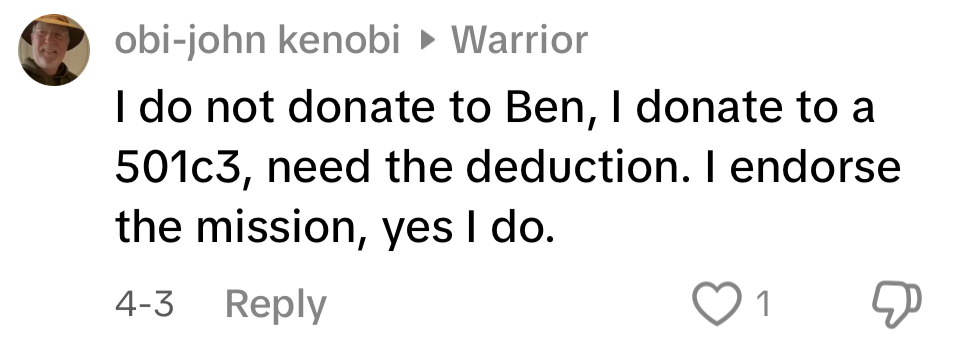 obi-john kenobi ▸ Warrior
I do not donate to Ben, I donate to a
501c3, need the deduction. I endorse
the mission, yes I do.
4-3 Reply 1